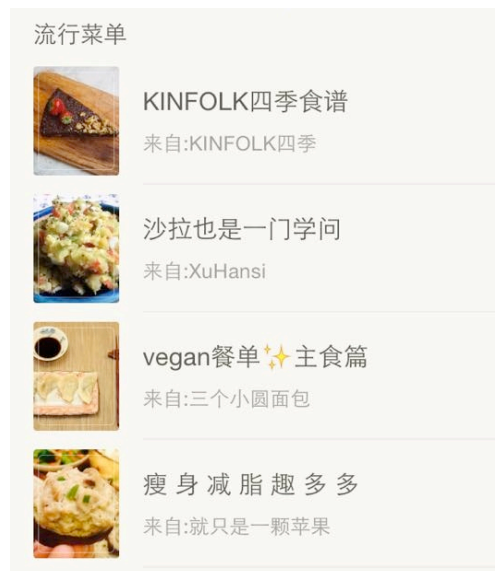 流行菜单
KINFOLK四季食谱
来自:KINFOLK四季
沙拉也是一门学问
来自:XuHansi
vegan餐单✨主食篇
来自:三个小圆面包
瘦 身 减 脂 趣 多 多
来自:就只是一颗苹果